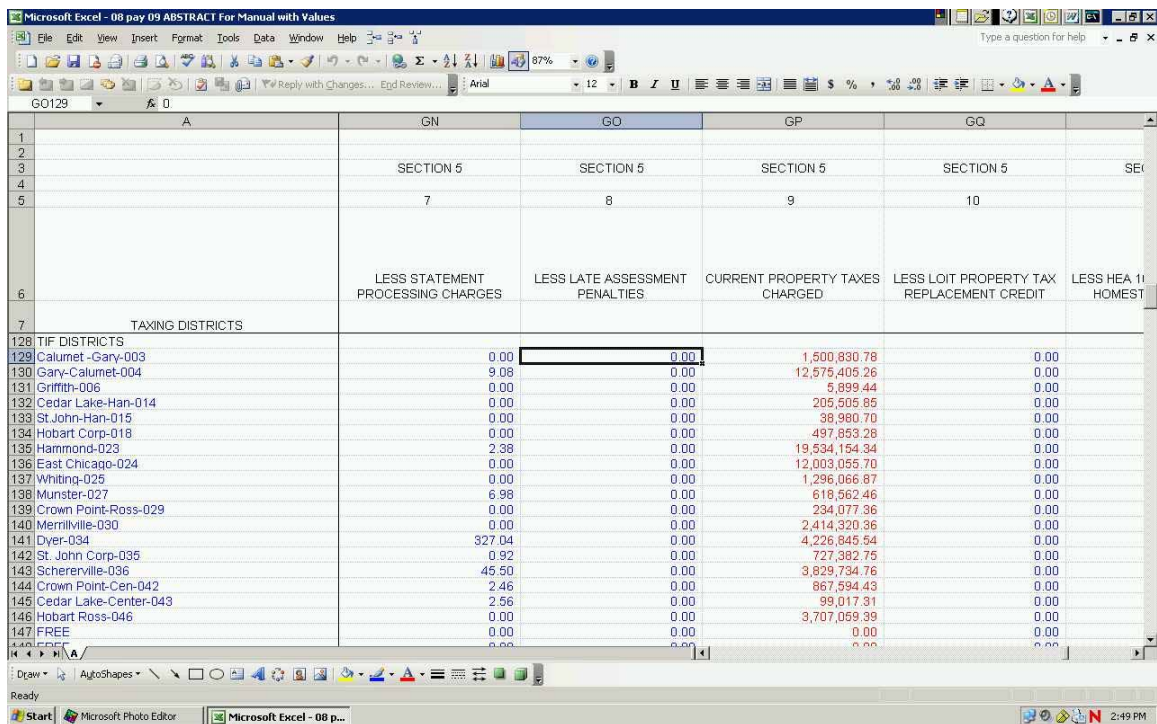 Microsoft Excel - 08 pay 09 ABSTRACT For Manual with Values
File Edit View Insert Format Tools Data Window Help Type a question for help
87%
Reply with Changes... End Review... Arial 12 B I U $ % ,
GO129 fx 0
A GN GO GP GQ
1
2
3 SECTION 5 SECTION 5 SECTION 5 SECTION 5 SE
4
5 7 8 9 10
LESS STATEMENT LESS LATE ASSESSMENT CURRENT PROPERTY TAXES LESS LOIT PROPERTY TAX LESS HEA 1
6 PROCESSING CHARGES PENALTIES CHARGED REPLACEMENT CREDIT HOMEST
7 TAXING DISTRICTS
128 TIF DISTRICTS
129 Calumet -Gary-003 0.00 0.00 1,500,830.78 0.00
130 Gary-Calumet-004 9.08 0.00 12,575,405.26 0.00
131 Griffith-006 0.00 0.00 5,899.44 0.00
132 Cedar Lake-Han-014 0.00 0.00 205,505.85 0.00
133 St.John-Han-015 0.00 0.00 38,980.70 0.00
134 Hobart Corp-018 0.00 0.00 497,853.28 0.00
135 Hammond-023 2.38 0.00 19,534,154.34 0.00
136 East Chicago-024 0.00 0.00 12,003,055.70 0.00
137 Whiting-025 0.00 0.00 1,296,066.87 0.00
138 Munster-027 6.98 0.00 618,562.46 0.00
139 Crown Point-Ross-029 0.00 0.00 234,077.36 0.00
140 Merrillville-030 0.00 0.00 2,414,320.36 0.00
141 Dyer-034 327.04 0.00 4,226,845.54 0.00
142 St. John Corp-035 0.92 0.00 727,382.75 0.00
143 Schererville-036 45.50 0.00 3,829,734.76 0.00
144 Crown Point-Cen-042 2.46 0.00 867,594.43 0.00
145 Cedar Lake-Center-043 2.56 0.00 99,017.31 0.00
146 Hobart Ross-046 0.00 0.00 3,707,059.39 0.00
147 FREE 0.00 0.00 0.00 0.00
A
Draw AutoShapes
Ready
Start Microsoft Photo Editor Microsoft Excel - 08 p... 2:49 PM